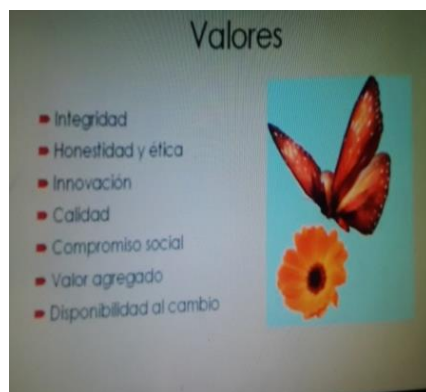 Valores
Integridad
Honestidad y ética
Innovación
Calidad
Compromiso social
Valor agregado
Disponibilidad al cambio